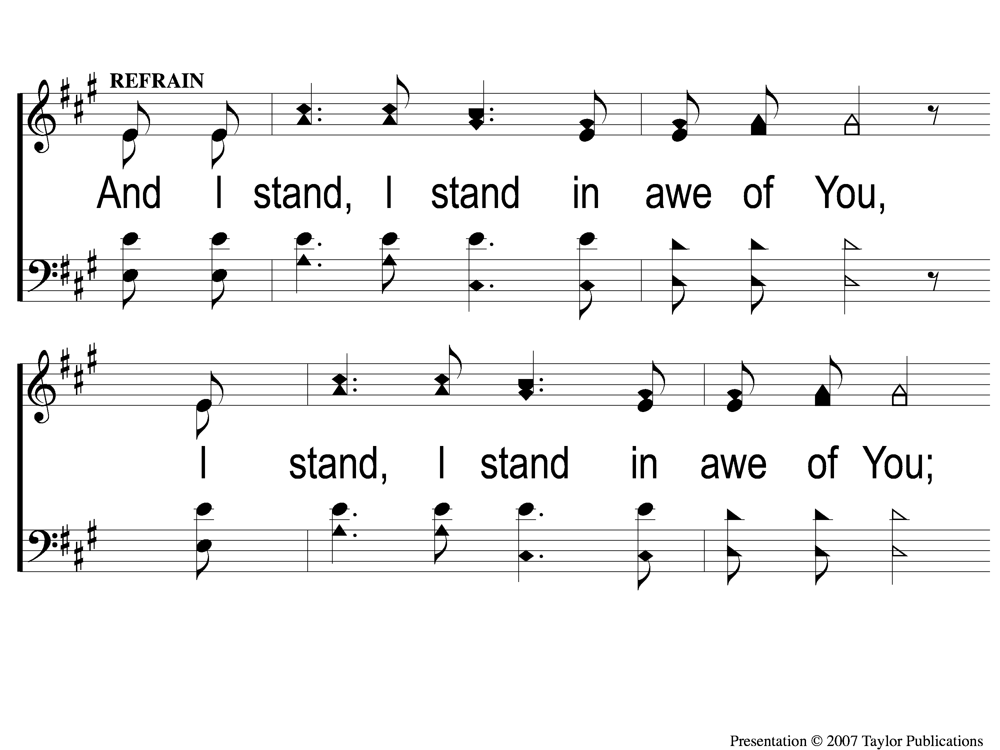 REFRAIN
And I stand, I stand in awe of You,
I stand, I stand in awe of You;
Presentation © 2007 Taylor Publications